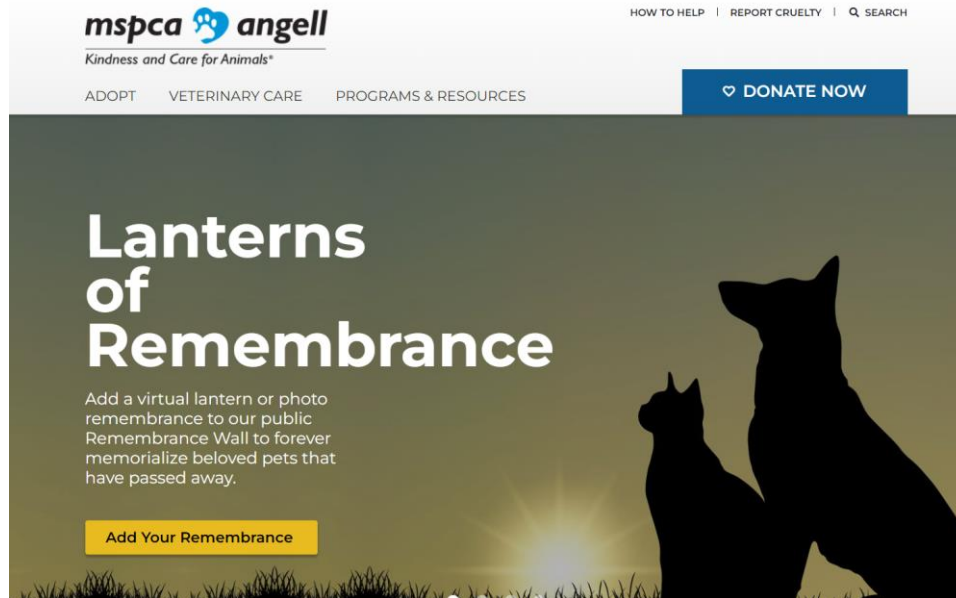 mspca angell
Kindness and Care for Animals®
HOW TO HELP | REPORT CRUELTY | SEARCH
ADOPT VETERINARY CARE PROGRAMS & RESOURCES
DONATE NOW
Lanterns
of
Remembrance
Add a virtual lantern or photo
remembrance to our public
Remembrance Wall to forever
memorialize beloved pets that
have passed away.
Add Your Remembrance